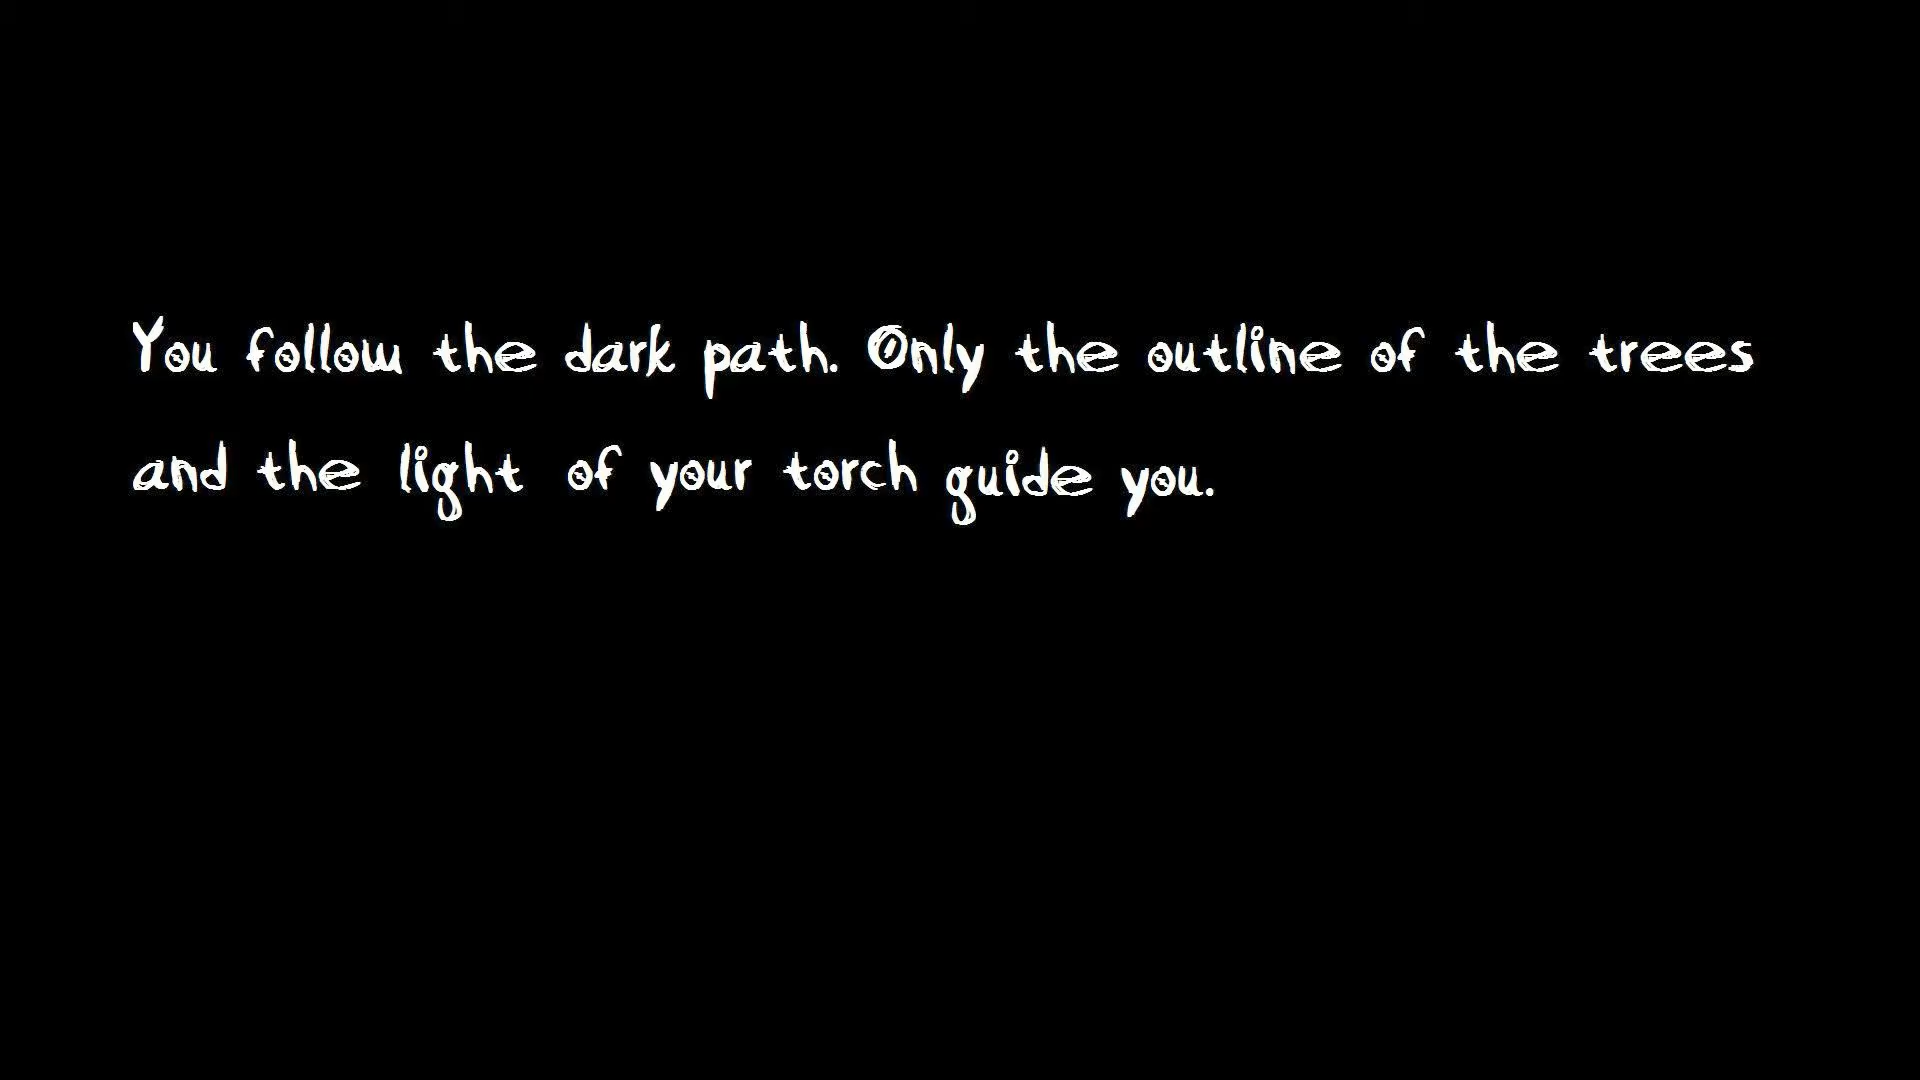 You follow the dark path. Only the outline of the trees
and the light of your torch guide you.